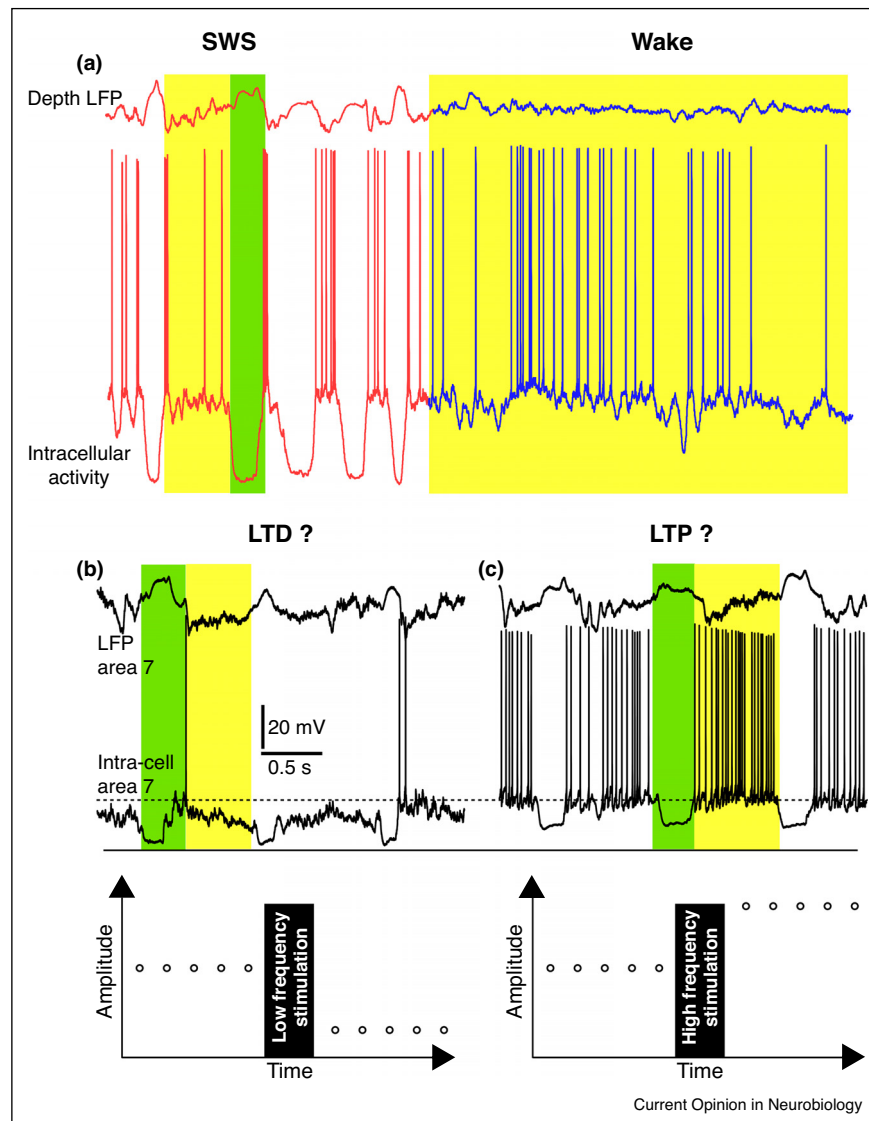 SWS
Wake
(a)
Depth LFP
Intracellular
activity
LTD ?
LTP ?
(b)
(c)
LFP
area 7
20 mV
0.5 s
Intra-cell
area 7
Amplitude
Low frequency
stimulation
Time
Amplitude
High frequency
stimulation
Time
Current Opinion in Neurobiology